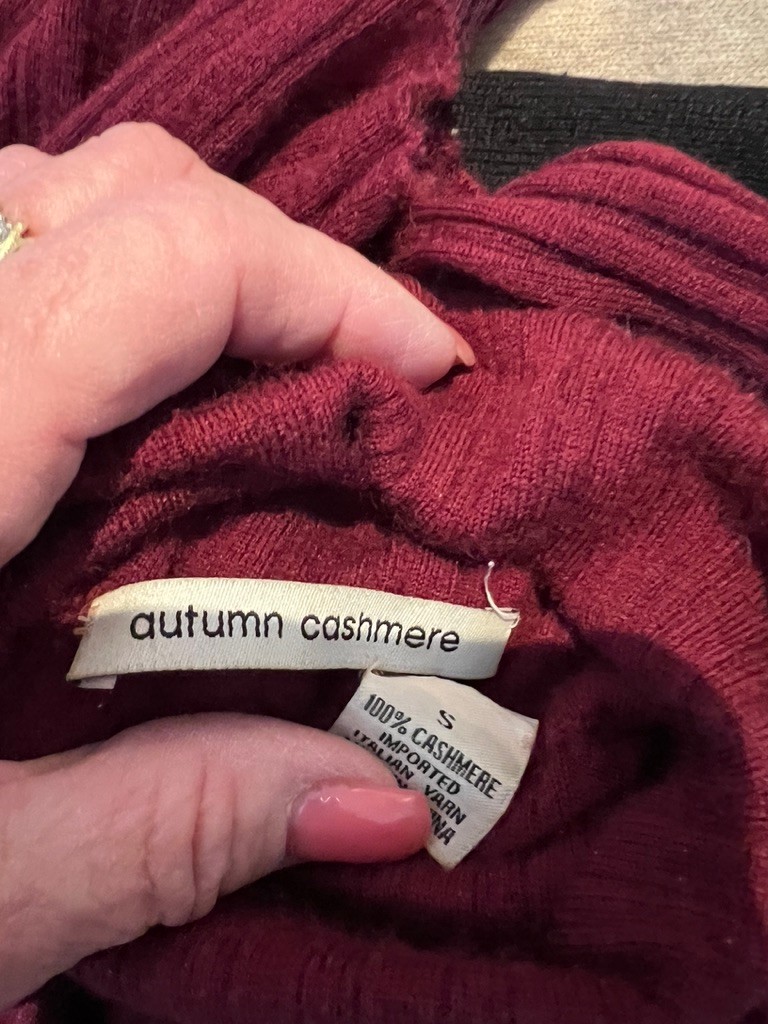 autumn cashmere
S
100% CASHMERE
IMPORTED
ITALIAN YARN